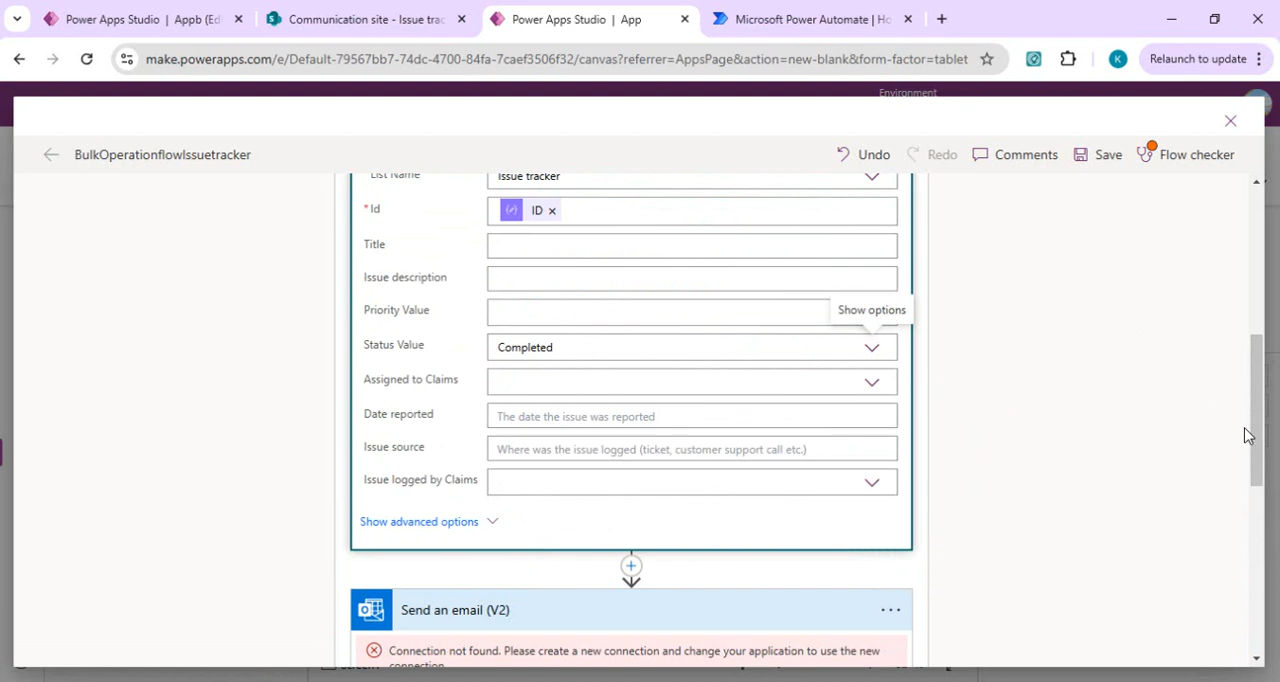 Power Apps Studio | Appb (Ed
Communication site - Issue trac
Power Apps Studio | App
Microsoft Power Automate | Ho
make.powerapps.com/e/Default-79567bb7-74dc-4700-84fa-7caef3506f32/canvas?referrer=AppsPage&action=new-blank&form-factor=tablet
K
Relaunch to update
Environment
BulkOperationflowIssuetracker
Undo
Redo
Comments
Save
Flow checker
List Name
Issue tracker
* Id
ID
Title
Issue description
Priority Value
Show options
Status Value
Completed
Assigned to Claims
Date reported
The date the issue was reported
Issue source
Where was the issue logged (ticket, customer support call etc.)
Issue logged by Claims
Show advanced options
Send an email (V2)
Connection not found. Please create a new connection and change your application to use the new
connection.